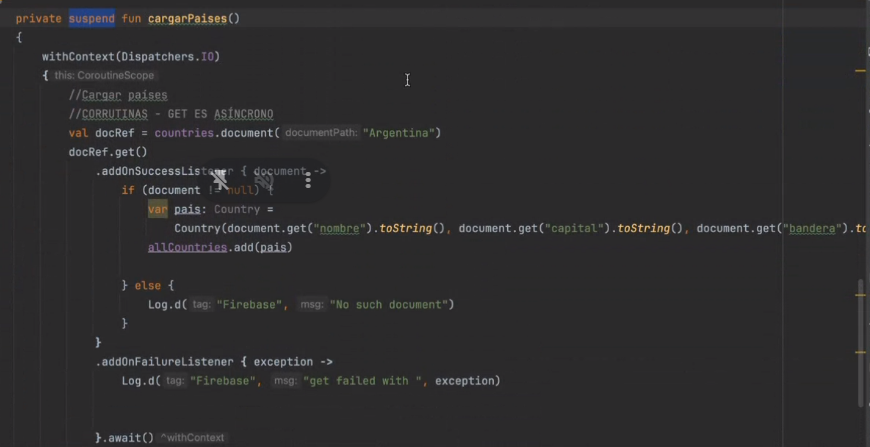 private suspend fun cargarPaises()
{
withContext(Dispatchers.IO)
{ this: CoroutineScope
//Cargar países
//CORRUTINAS - GET ES ASÍNCRONO
val docRef = countries.document( documentPath: "Argentina")
docRef.get()
.addOnSuccessListener { document ->
if (document != null) {
var pais: Country =
Country(document.get("nombre").toString(), document.get("capital").toString(), document.get("bandera").to
allCountries.add(pais)
} else {
Log.d( tag: "Firebase", msg: "No such document")
}
}
.addOnFailureListener { exception ->
Log.d( tag: "Firebase", msg: "get failed with ", exception)
}.await() ^withContext